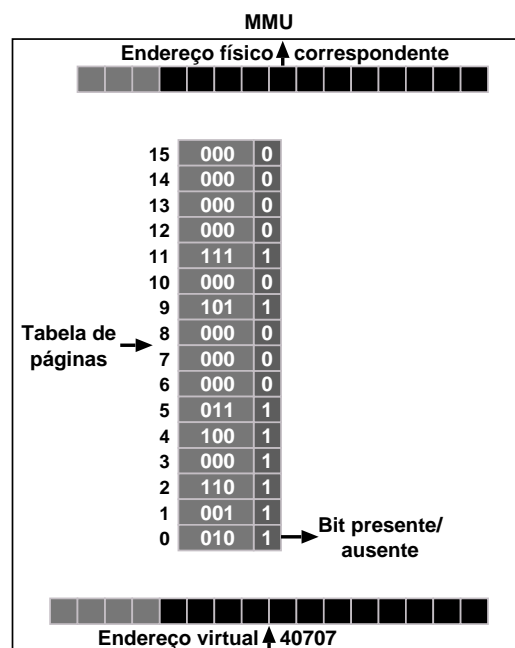 MMU
Endereço físico correspondente
15 000 0
14 000 0
13 000 0
12 000 0
11 111 1
10 000 0
9 101 1
8 000 0
7 000 0
6 000 0
5 011 1
4 100 1
3 000 1
2 110 1
1 001 1
0 010 1
Tabela de
páginas
Bit presente/
ausente
Endereço virtual 40707